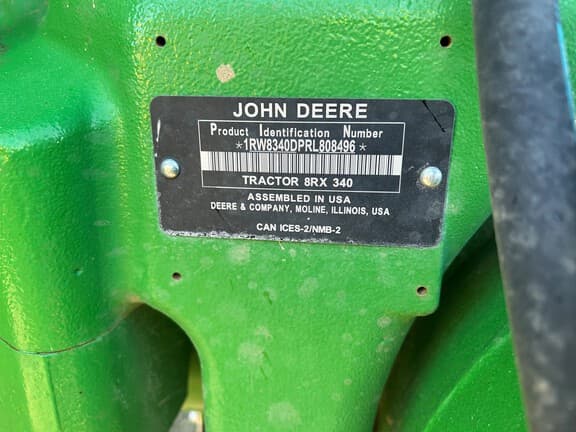 JOHN DEERE
Product Identification Number
*1RW8340DPRL808496*
TRACTOR 8RX 340
ASSEMBLED IN USA
DEERE & COMPANY, MOLINE, ILLINOIS, USA
CAN ICES-2/NMB-2